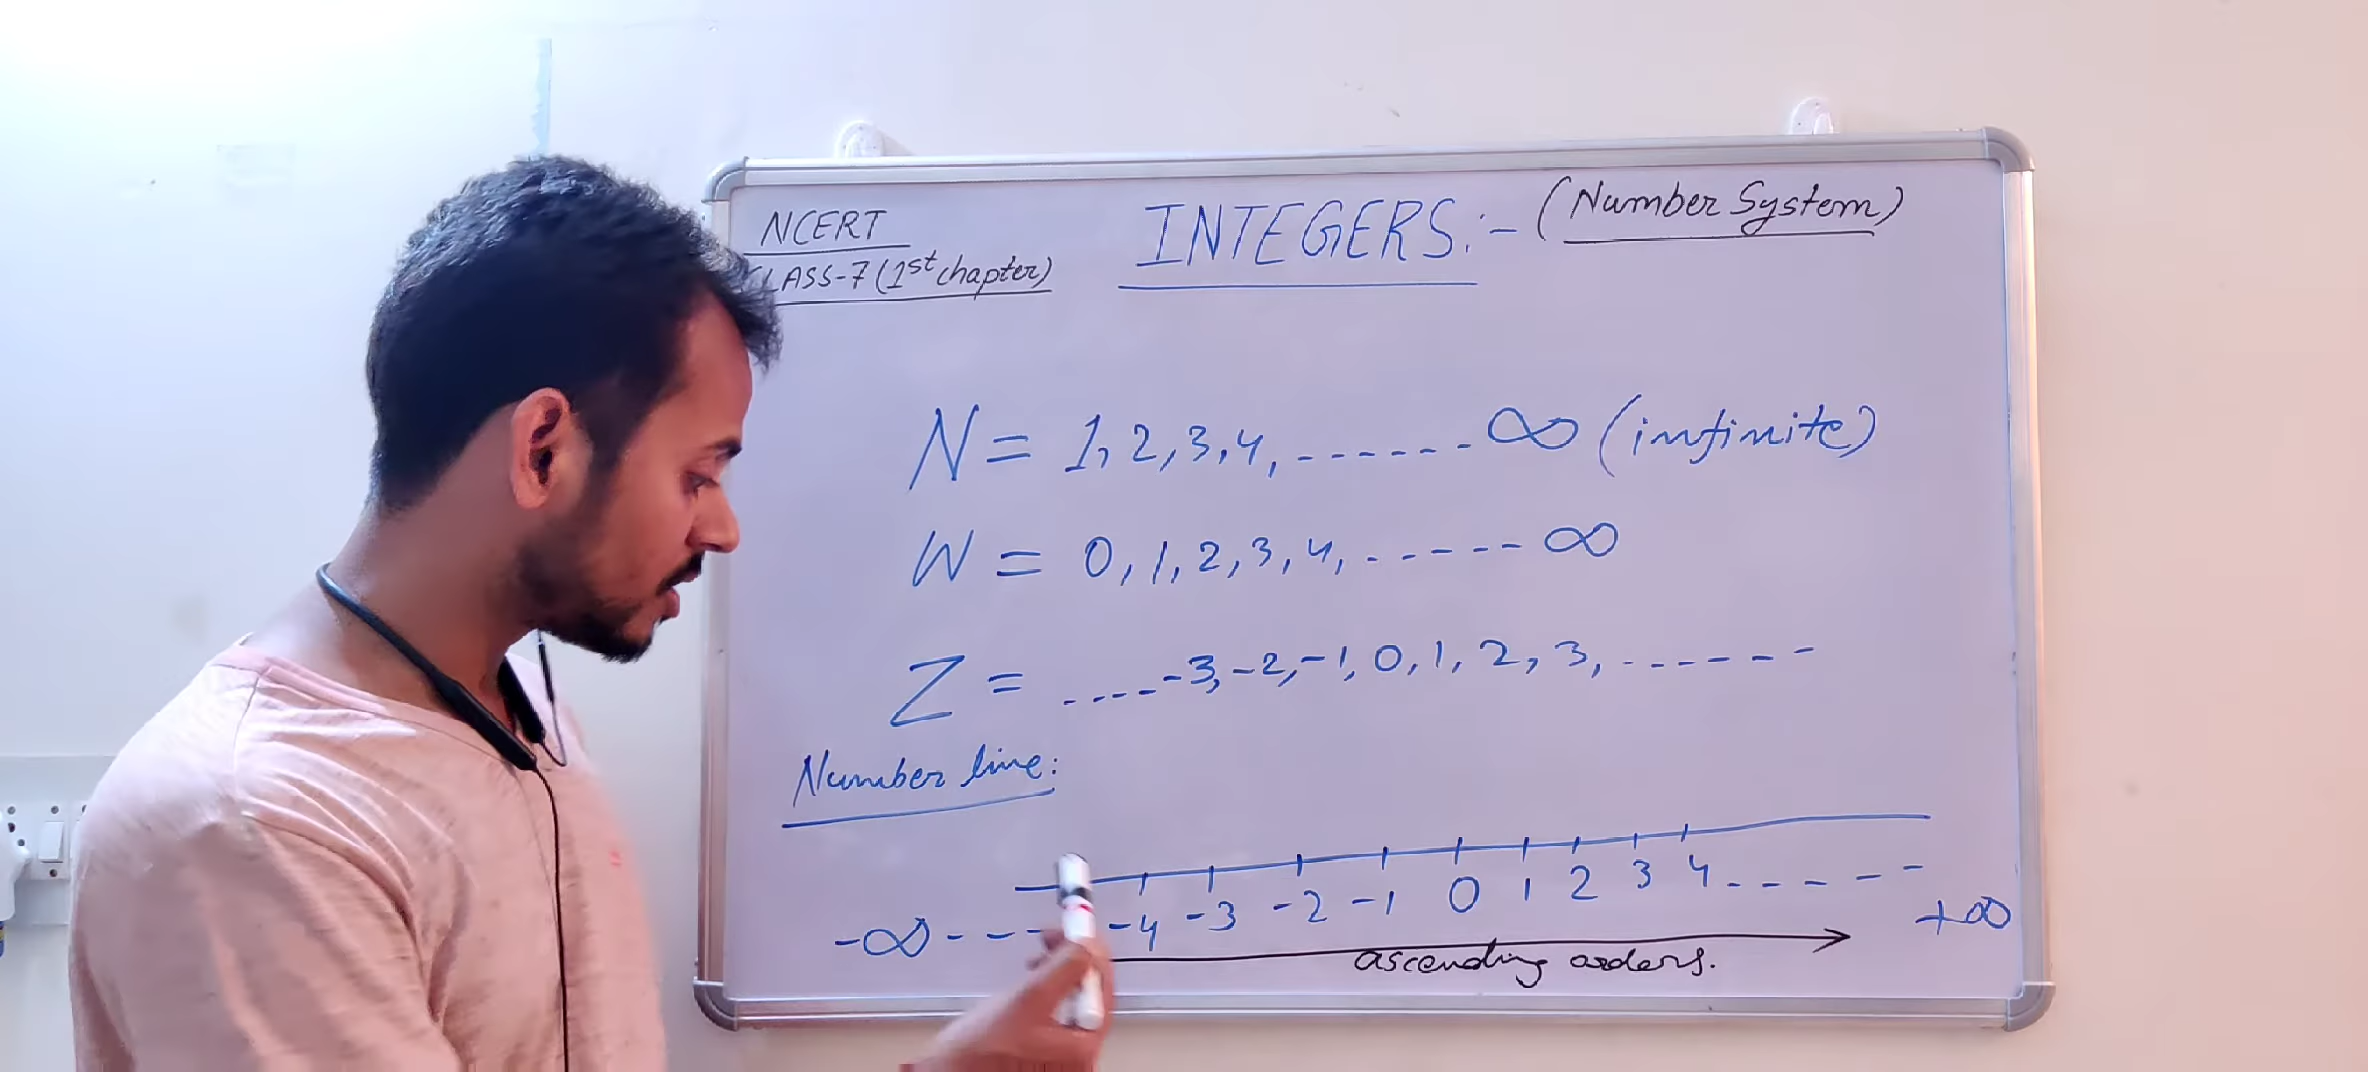 NCERT
CLASS-7 (1st chapter)
INTEGERS:- (Number System)
N = 1, 2, 3, 4, ------- ∞ (infinite)
W = 0, 1, 2, 3, 4, ------ ∞
Z = ---- -3, -2, -1, 0, 1, 2, 3, -------
Number line:
-∞ - - - -4 -3 -2 -1 0 1 2 3 4 - - - - - +∞
ascending orders.